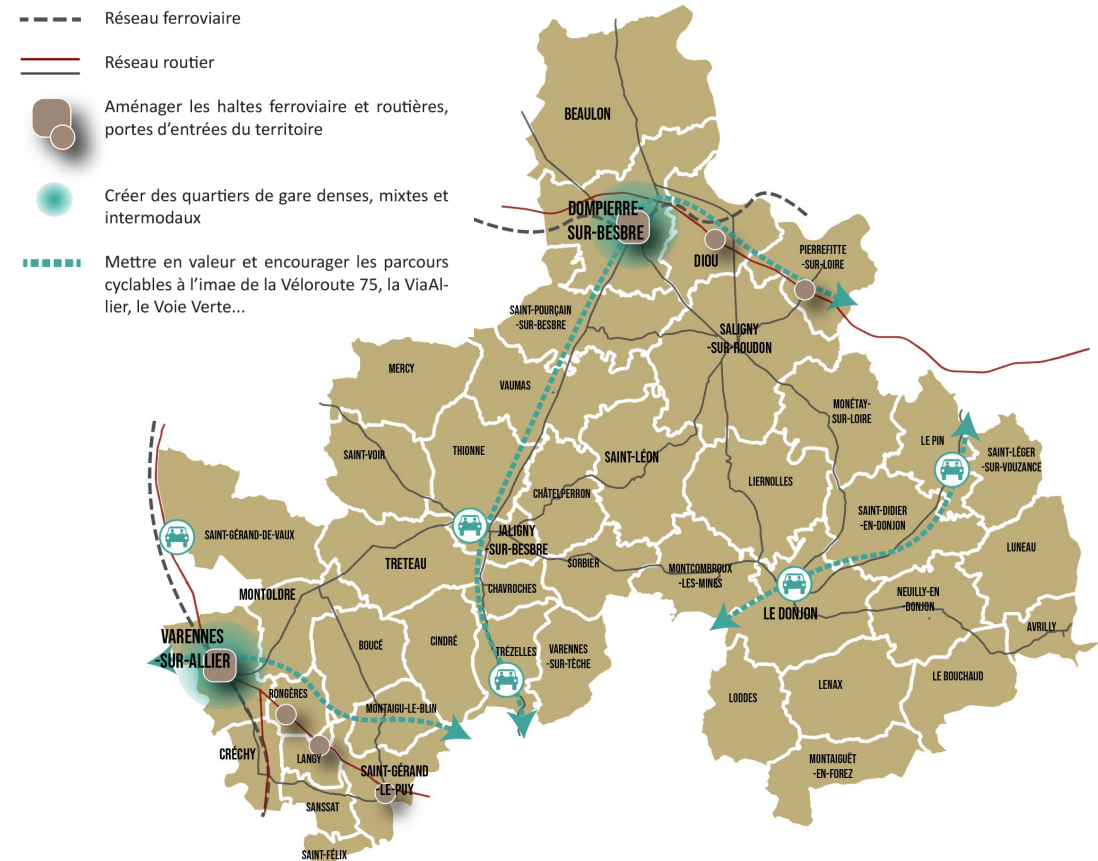 Réseau ferroviaire
Réseau routier
Aménager les haltes ferroviaire et routières,
portes d'entrées du territoire
Créer des quartiers de gare denses, mixtes et
intermodaux
Mettre en valeur et encourager les parcours
cyclables à l'imae de la Véloroute 75, la ViaAl-
lier, le Voie Verte...
BEAULON
DOMPIERRE-
SUR-BESBRE
DIOU
PIERREFITTE
-SUR-LOIRE
SAINT-POURÇAIN
-SUR-BESBRE
SALIGNY
-SUR-ROUDON
MERCY
VAUMAS
MONÉTAY-
SUR-LOIRE
LE PIN
SAINT-LÉGER
-SUR-VOUZANCE
SAINT-VOIR
THIONNE
SAINT-LÉON
LIERNOLLES
CHÂTELPERRON
SAINT-DIDIER
-EN-DONJON
SAINT-GÉRAND-DE-VAUX
JALIGNY
-SUR-BESBRE
LUNEAU
TRETEAU
SORBIER
MONTCOMBROUX
-LES-MINES
CHAVROCHES
MONTOLDRE
NEUILLY-EN
-DONJON
LE DONJON
AVRILLY
VARENNES
-SUR-ALLIER
BOUCÉ
CINDRÉ
TRÉZELLES
VARENNES
-SUR-TÈCHE
LE BOUCHAUD
LENAX
LODDES
RONGÈRES
MONTAIGU-LE-BLIN
CRÉCHY
LANGY
SAINT-GÉRAND
-LE-PUY
MONTAIGUËT
-EN-FOREZ
SANSSAT
SAINT-FÉLIX